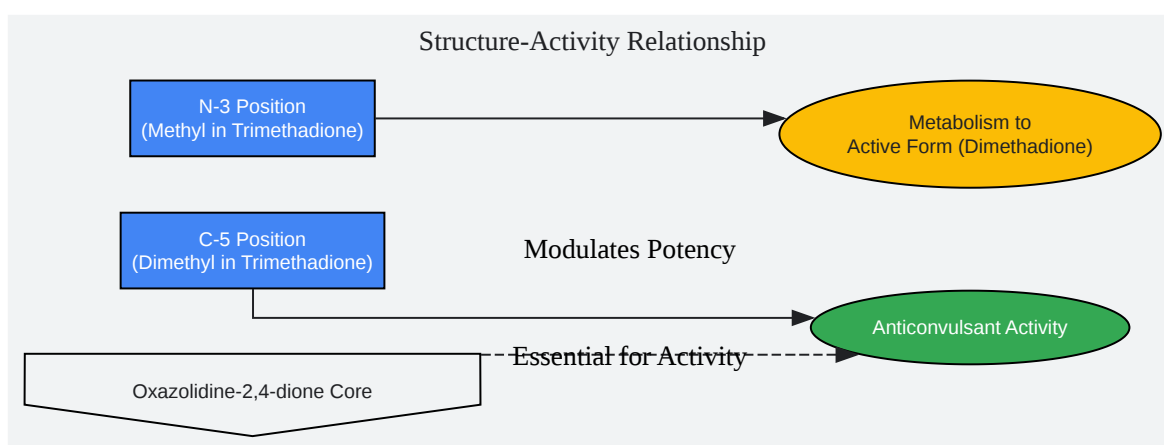 Structure-Activity Relationship
N-3 Position
(Methyl in Trimethadione)
Metabolism to
Active Form (Dimethadione)
C-5 Position
(Dimethyl in Trimethadione)
Modulates Potency
Anticonvulsant Activity
Essential for Activity
Oxazolidine-2,4-dione Core